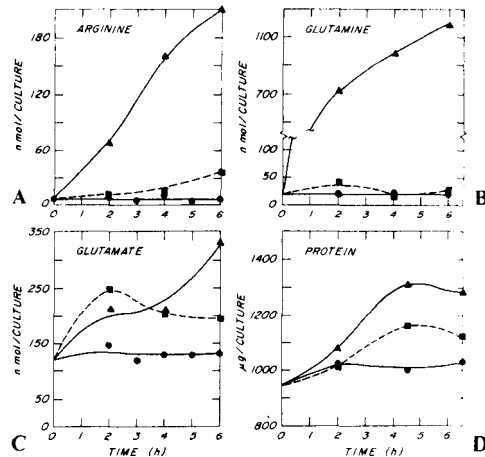 ARGININE
180
120
60
0
n mol/CULTURE
0 1 2 3 4 5 6
A
GLUTAMINE
1100
700
100
50
0
n mol/CULTURE
0 1 2 3 4 5 6
B
GLUTAMATE
350
250
150
50
0
n mol/CULTURE
0 1 2 3 4 5 6
TIME (h)
C
PROTEIN
1400
1200
1000
800
μg/CULTURE
0 1 2 3 4 5 6
TIME (h)
D